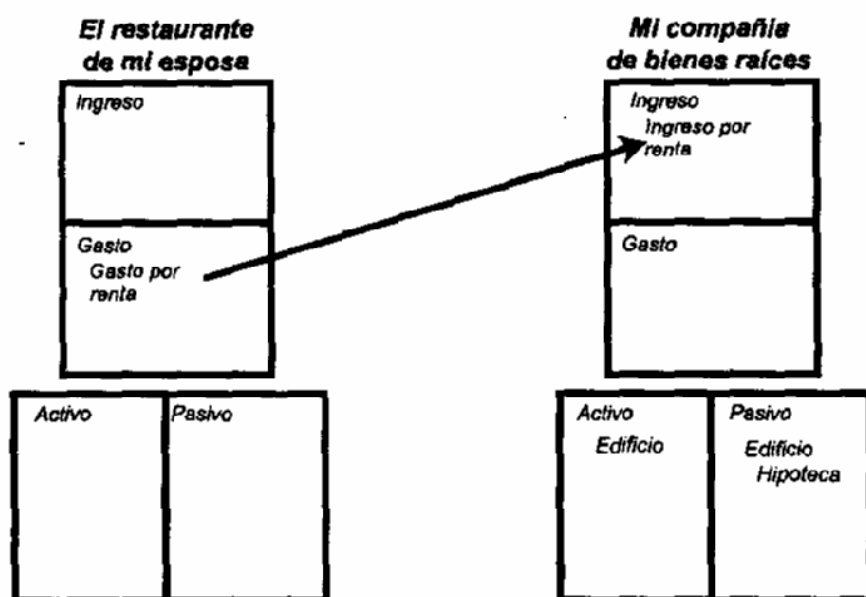 El restaurante
de mi esposa
Ingreso
Gasto
Gasto por
renta
Activo
Pasivo
Mi compañía
de bienes raíces
Ingreso
Ingreso por
renta
Gasto
Activo
Edificio
Pasivo
Edificio
Hipoteca